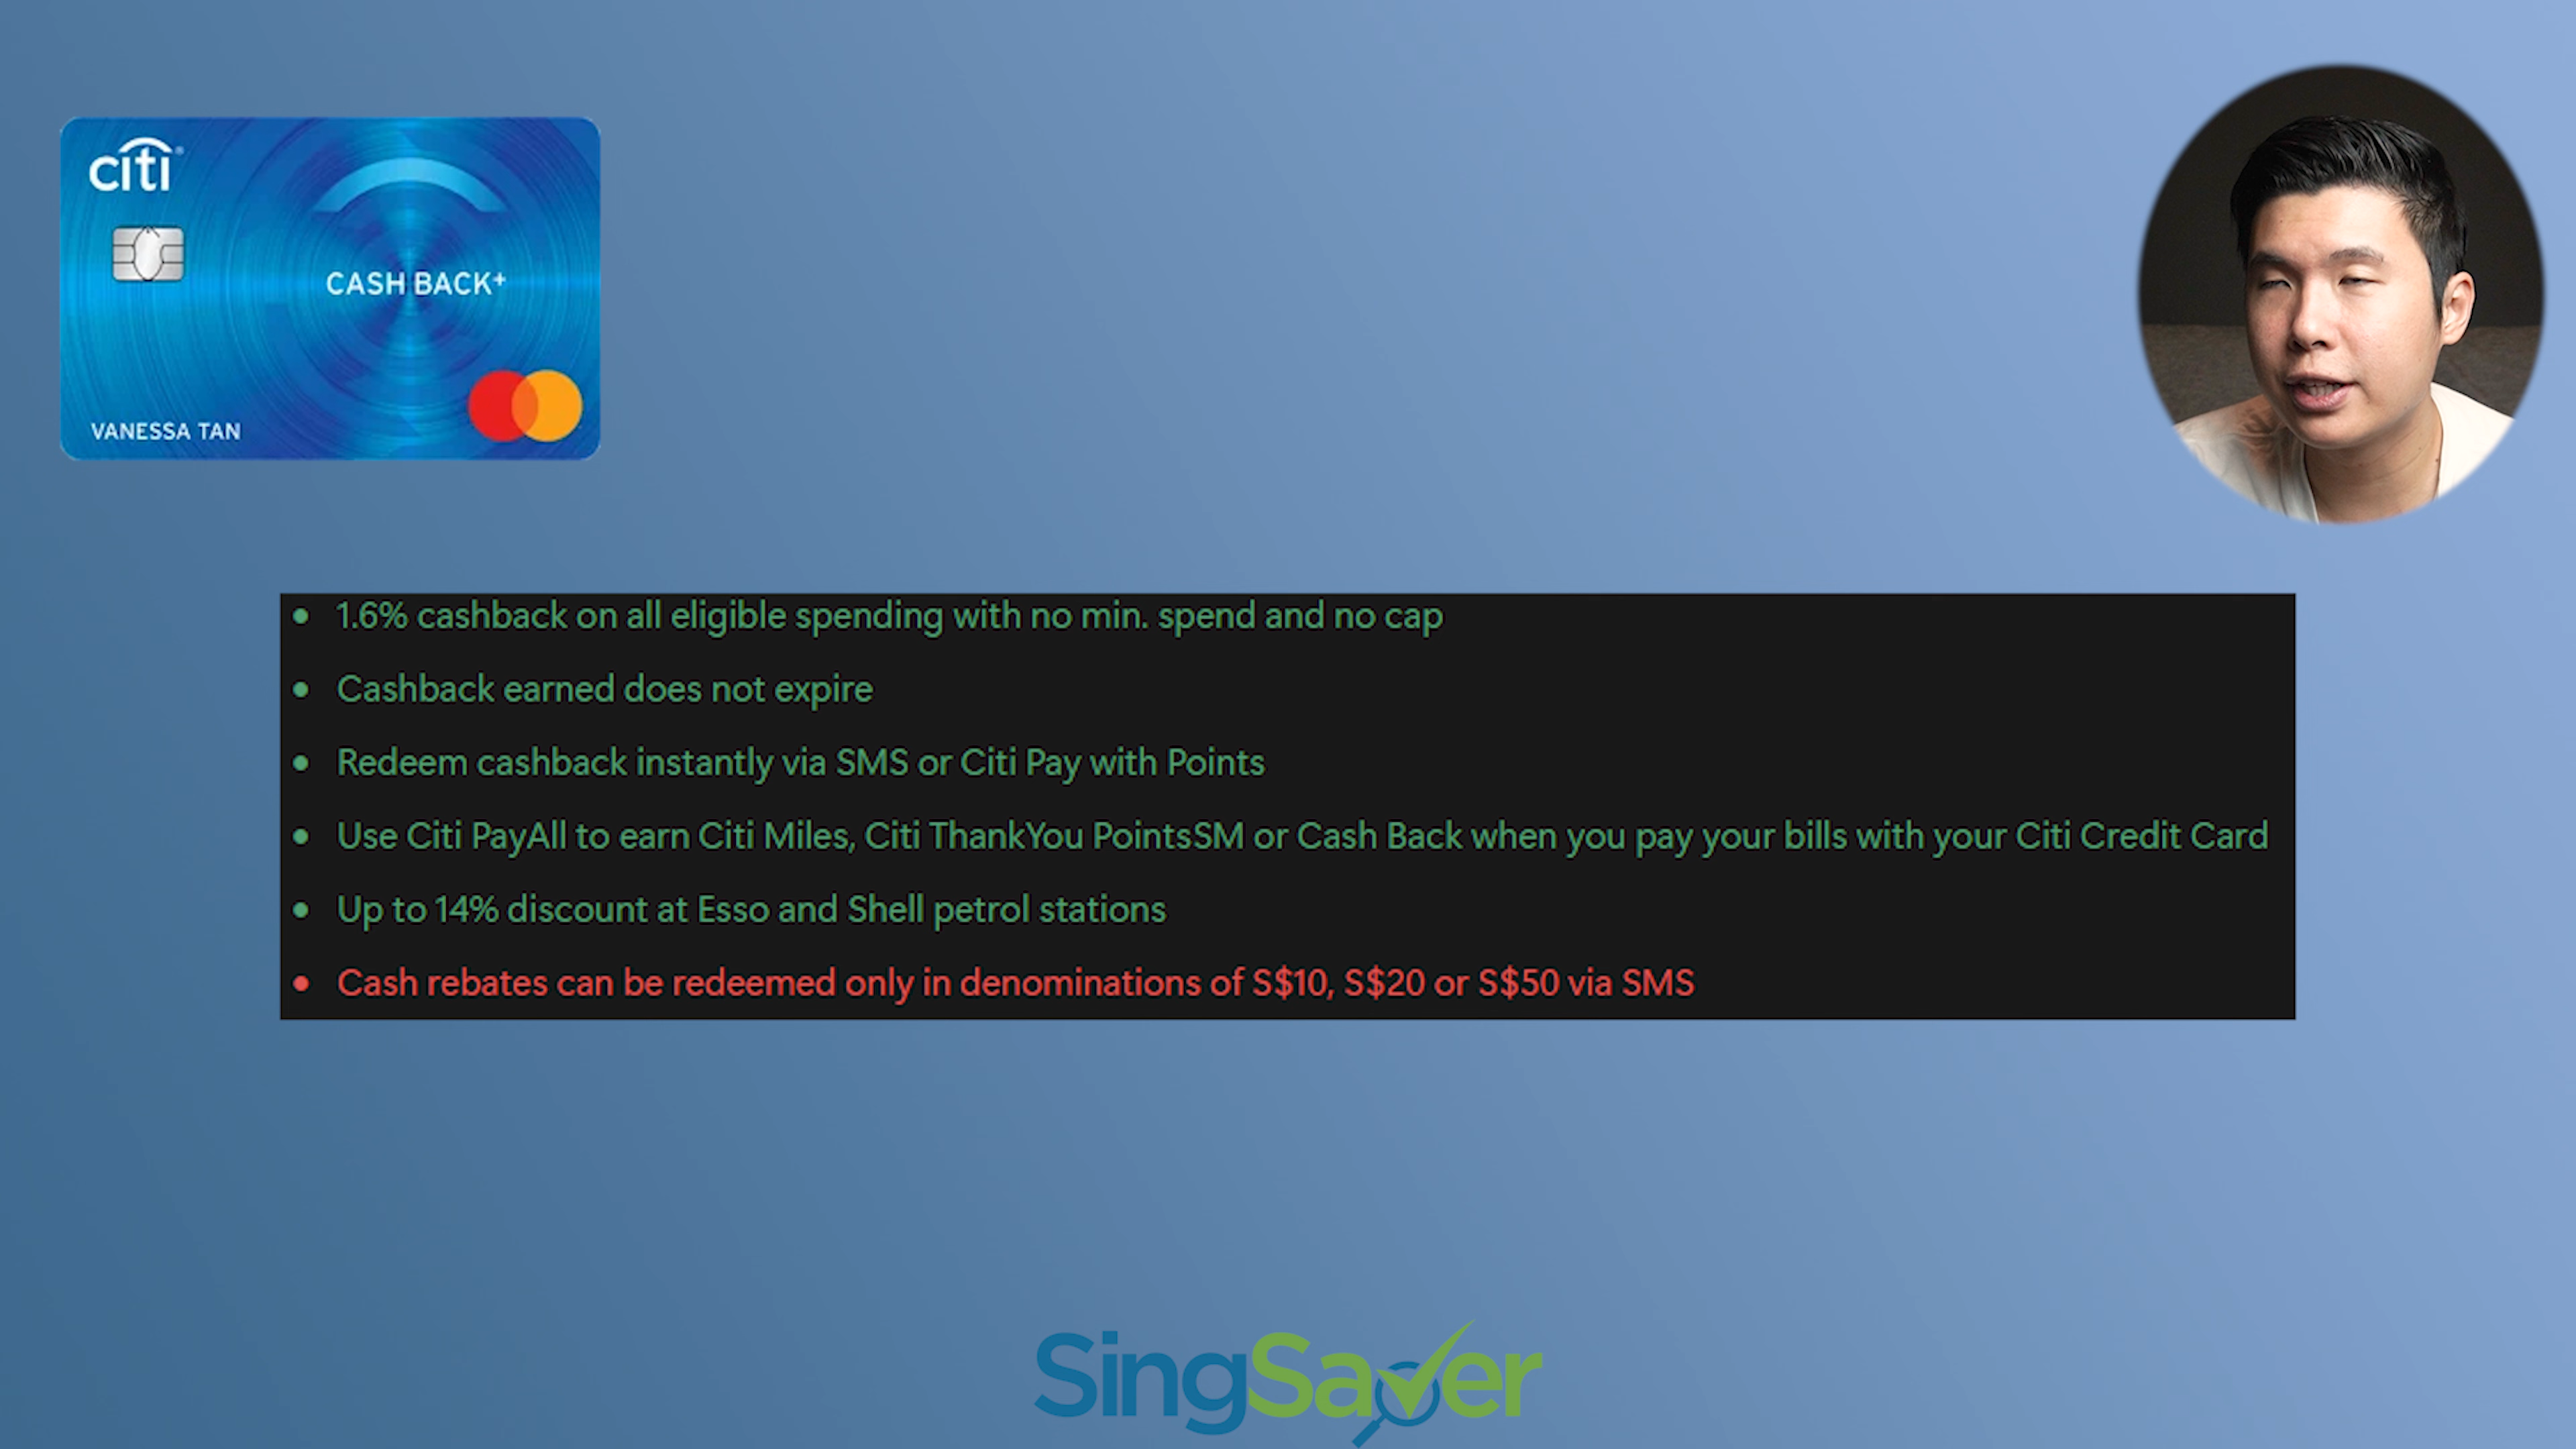 citi
CASH BACK+
VANESSA TAN
• 1.6% cashback on all eligible spending with no min. spend and no cap
• Cashback earned does not expire
• Redeem cashback instantly via SMS or Citi Pay with Points
• Use Citi PayAll to earn Citi Miles, Citi ThankYou PointsSM or Cash Back when you pay your bills with your Citi Credit Card
• Up to 14% discount at Esso and Shell petrol stations
• Cash rebates can be redeemed only in denominations of S$10, S$20 or S$50 via SMS
SingSaver